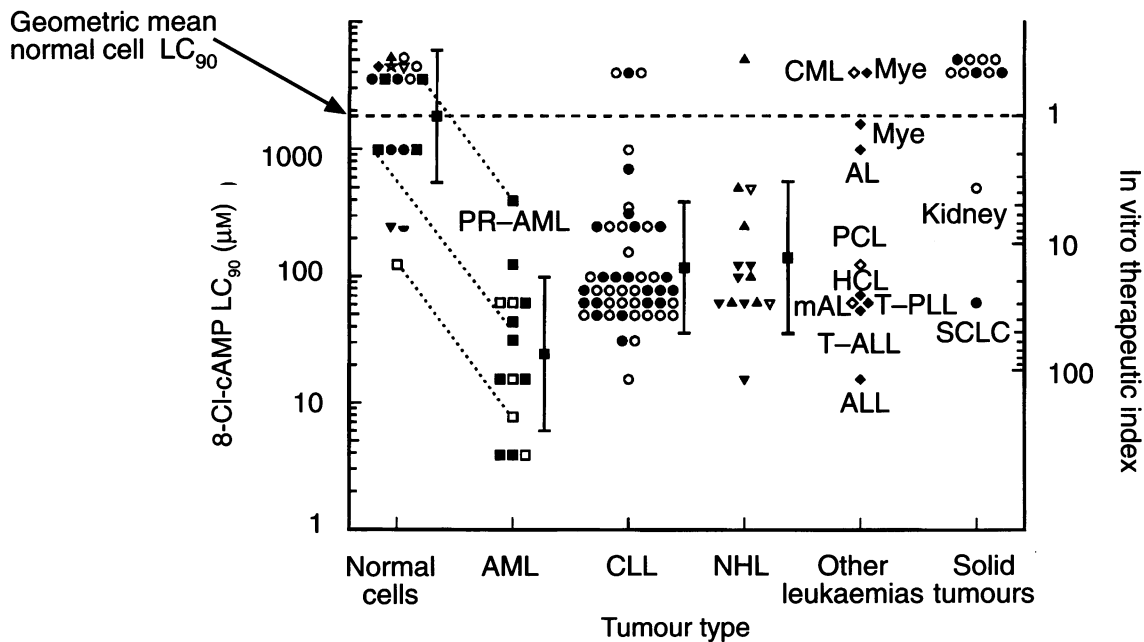 Geometric mean
normal cell LC90
8-Cl-cAMP LC90 (μM)
1000
100
10
1
PR–AML
CML
Mye
Mye
AL
PCL
HCL
mAL
T–PLL
T–ALL
ALL
Kidney
SCLC
1
10
100
In vitro therapeutic index
Normal
cells
AML
CLL
NHL
Other
leukaemias
Solid
tumours
Tumour type